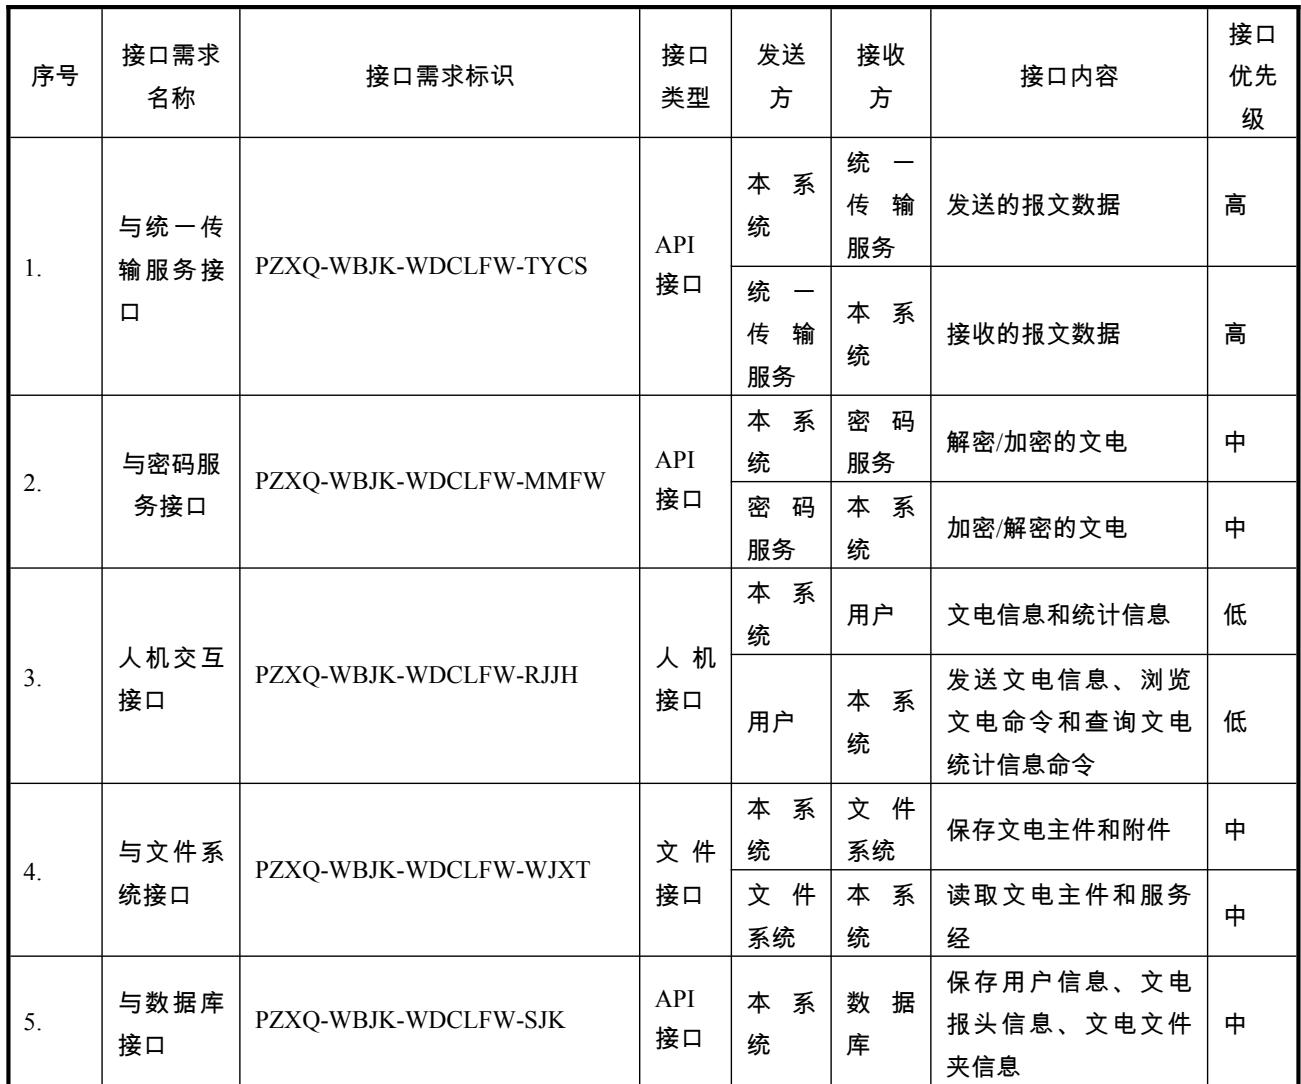 序号
接口需求
名称
接口需求标识
接口
类型
发送
方
接收
方
接口内容
接口
优先
级
1.
与统一传
输服务接
口
PZXQ-WBJK-WDCLFW-TYCS
API
接口
本系
统
统一
传输
服务
发送的报文数据
高
统一
传输
服务
本系
统
接收的报文数据
高
2.
与密码服
务接口
PZXQ-WBJK-WDCLFW-MMFW
API
接口
本系
统
密码
服务
解密/加密的文电
中
密码
服务
本系
统
加密/解密的文电
中
3.
人机交互
接口
PZXQ-WBJK-WDCLFW-RJJH
人机
接口
本系
统
用户
文电信息和统计信息
低
用户
本系
统
发送文电信息、浏览
文电命令和查询文电
统计信息命令
低
4.
与文件系
统接口
PZXQ-WBJK-WDCLFW-WJXT
文件
接口
本系
统
文件
系统
保存文电主件和附件
中
文件
系统
本系
统
读取文电主件和服务
经
中
5.
与数据库
接口
PZXQ-WBJK-WDCLFW-SJK
API
接口
本系
统
数据
库
保存用户信息、文电
报头信息、文电文件
夹信息
中